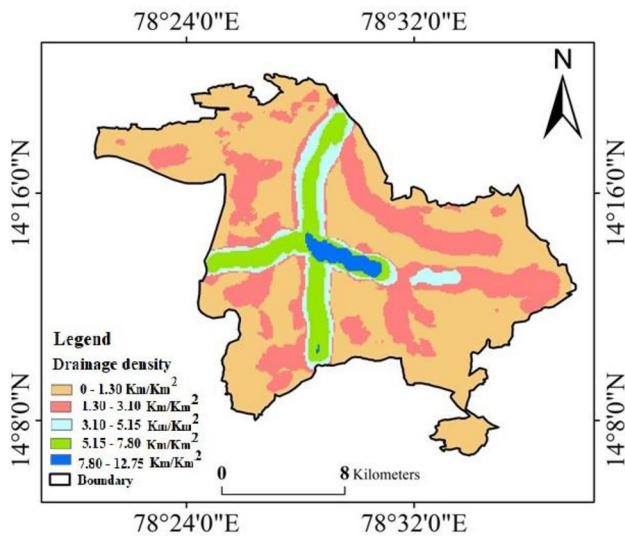 78°24'0"E 78°32'0"E
N
14°16'0"N 14°16'0"N
Legend
Drainage density
0 - 1.30 Km/Km²
1.30 - 3.10 Km/Km²
3.10 - 5.15 Km/Km²
5.15 - 7.80 Km/Km²
7.80 - 12.75 Km/Km²
Boundary
14°8'0"N 14°8'0"N
0 8 Kilometers
78°24'0"E 78°32'0"E